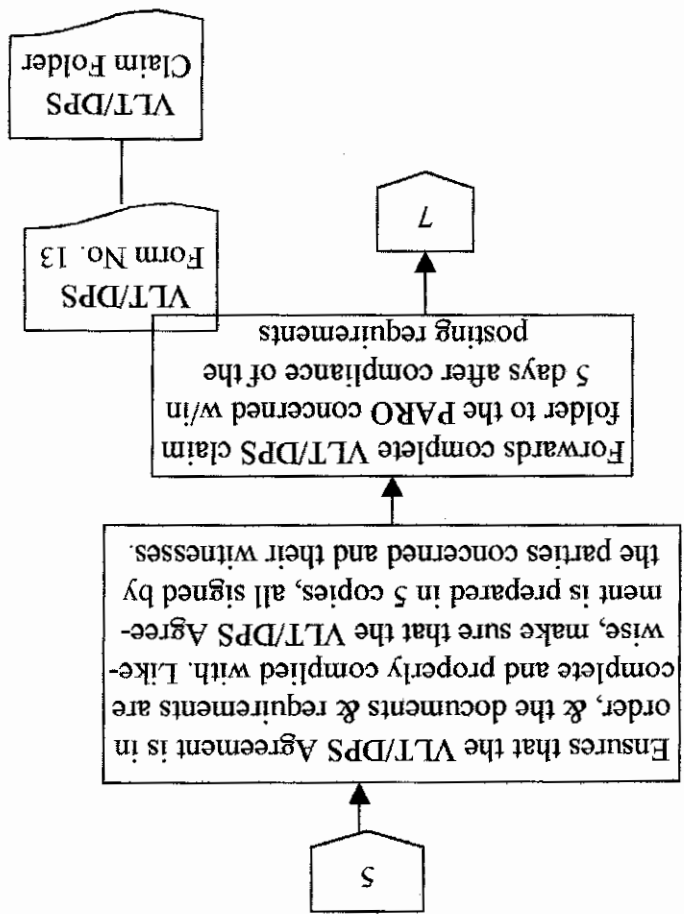 5
Ensures that the VLT/DPS Agreement is in
order, & the documents & requirements are
complete and properly complied with. Like-
wise, make sure that the VLT/DPS Agree-
ment is prepared in 5 copies, all signed by
the parties concerned and their witnesses.
Forwards complete VLT/DPS claim
folder to the PARO concerned w/in
5 days after compliance of the
posting requirements
VLT/DPS
Form No. 13
7
VLT/DPS
Claim Folder